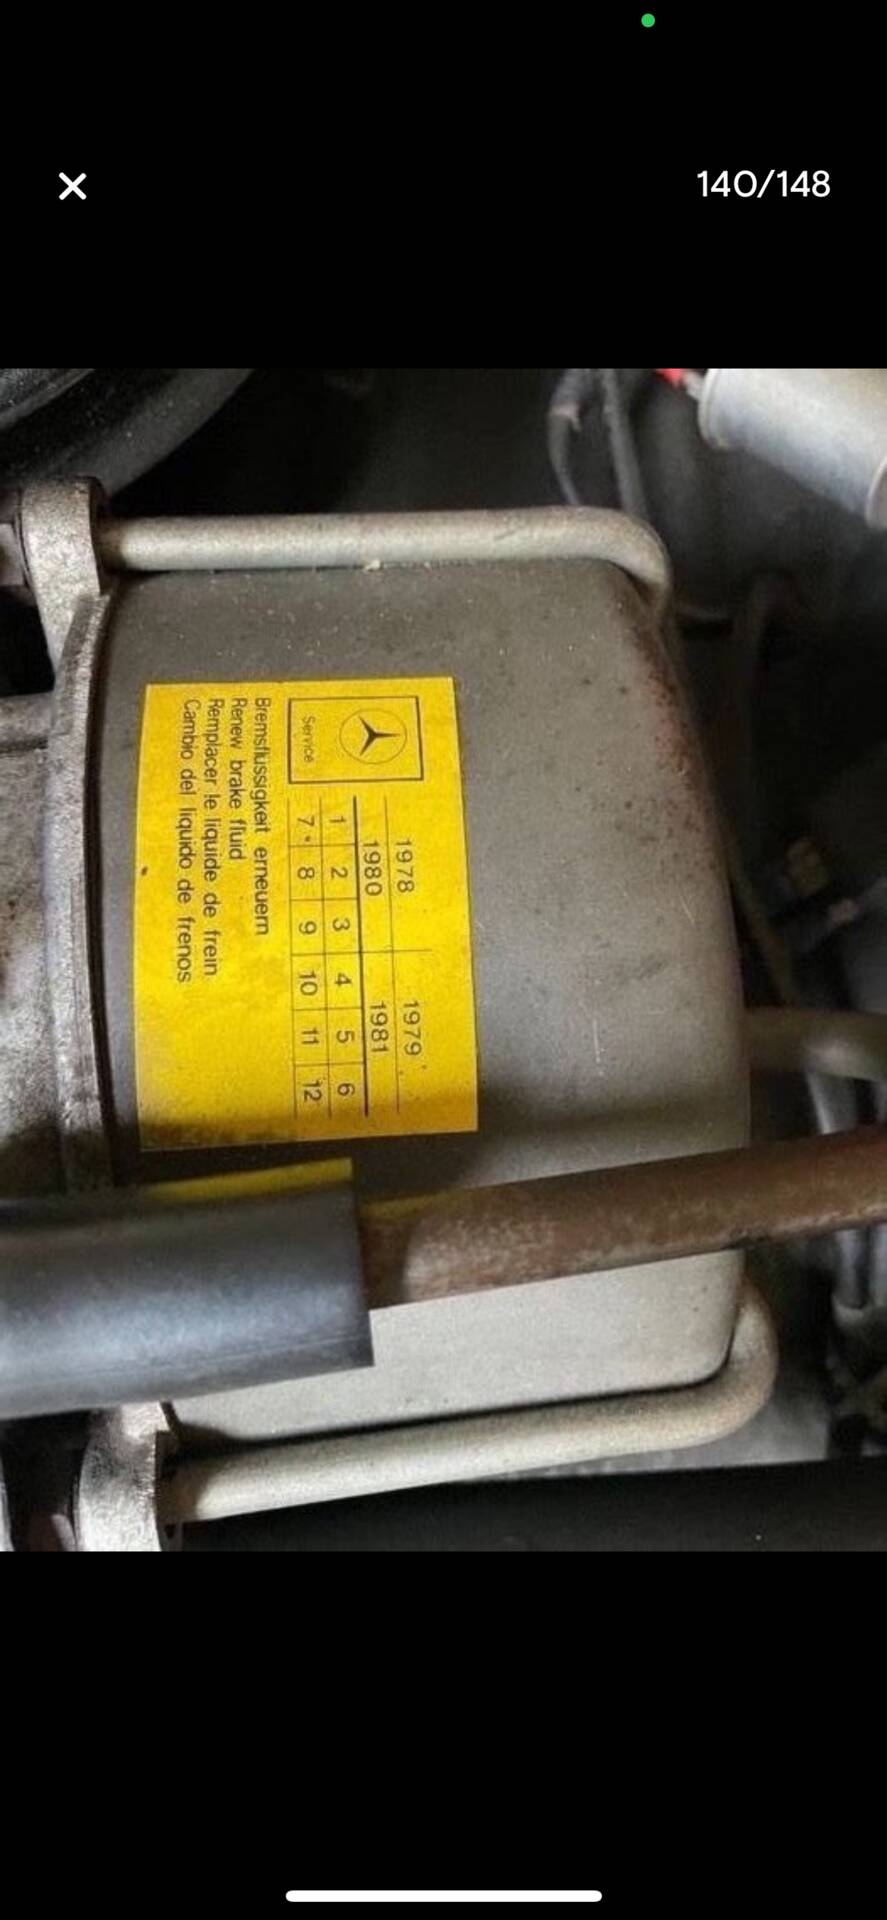 140/148
1978 1979
1980 1981
1 2 3 4 5 6
7 8 9 10 11 12
Service
Bremsflüssigkeit erneuern
Renew brake fluid
Remplacer le liquide de frein
Cambio del liquido de frenos